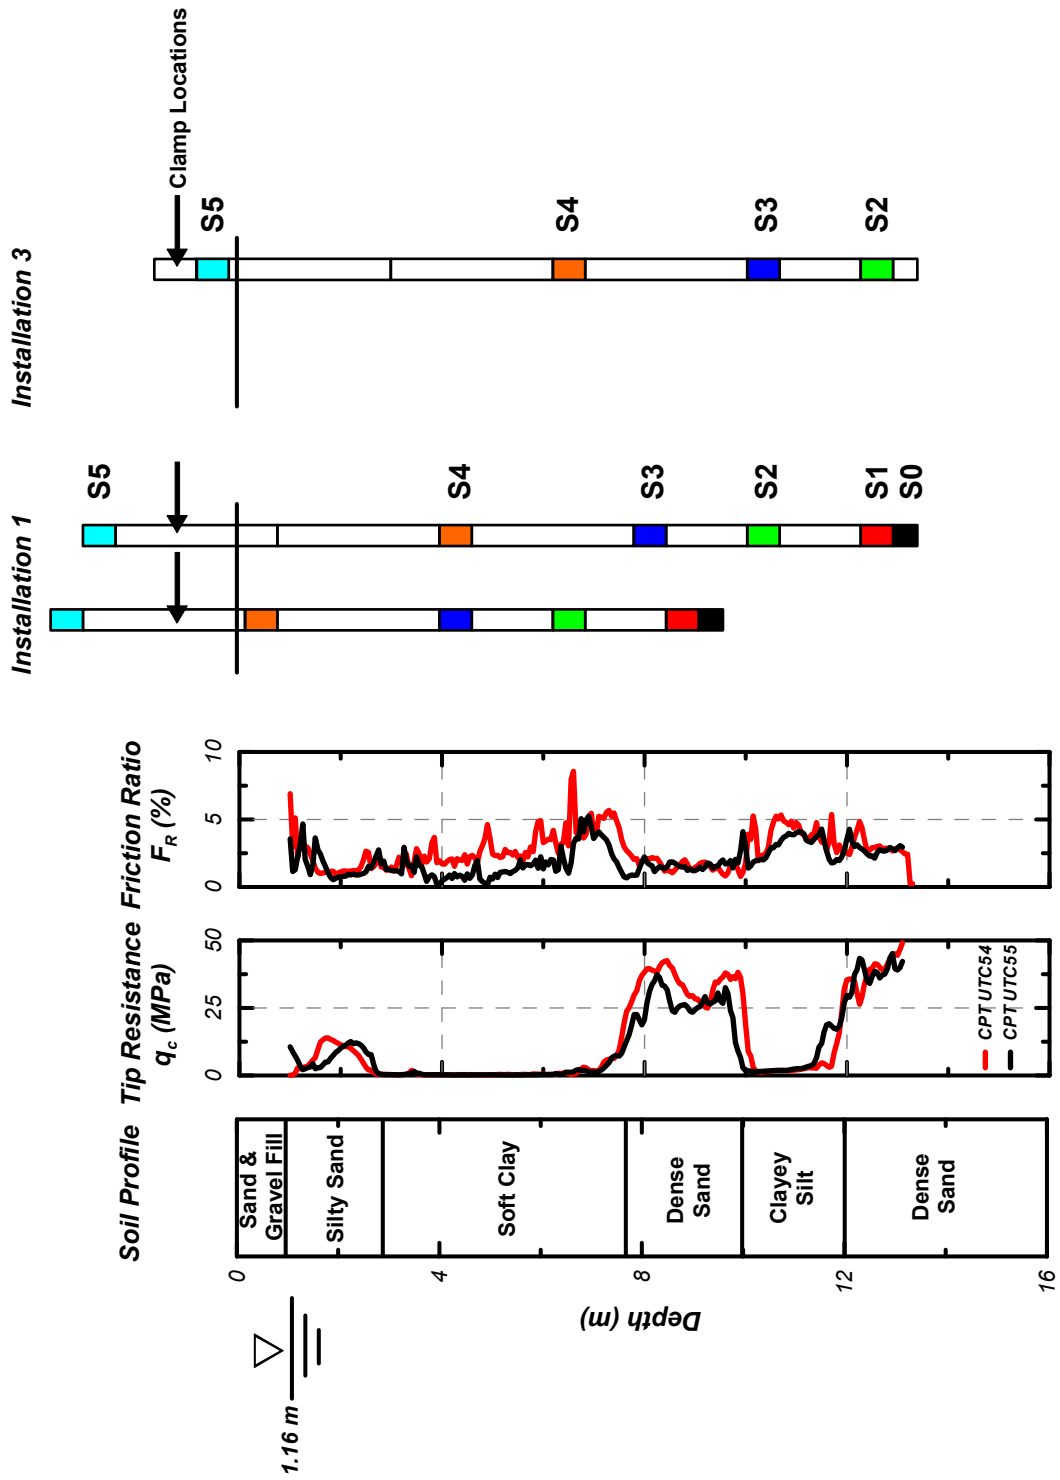 Soil Profile
Tip Resistance
q c (MPa)
Friction Ratio
F R (%)
Installation 1
Installation 3
0
25
50
0
5
10
Clamp Locations
0
4
8
12
16
Depth (m)
1.16 m
Sand &
Gravel Fill
Silty Sand
Soft Clay
Dense
Sand
Clayey
Silt
Dense
Sand
CPT UTC54
CPT UTC55
S5
S4
S3
S2
S1
S0
S5
S4
S3
S2